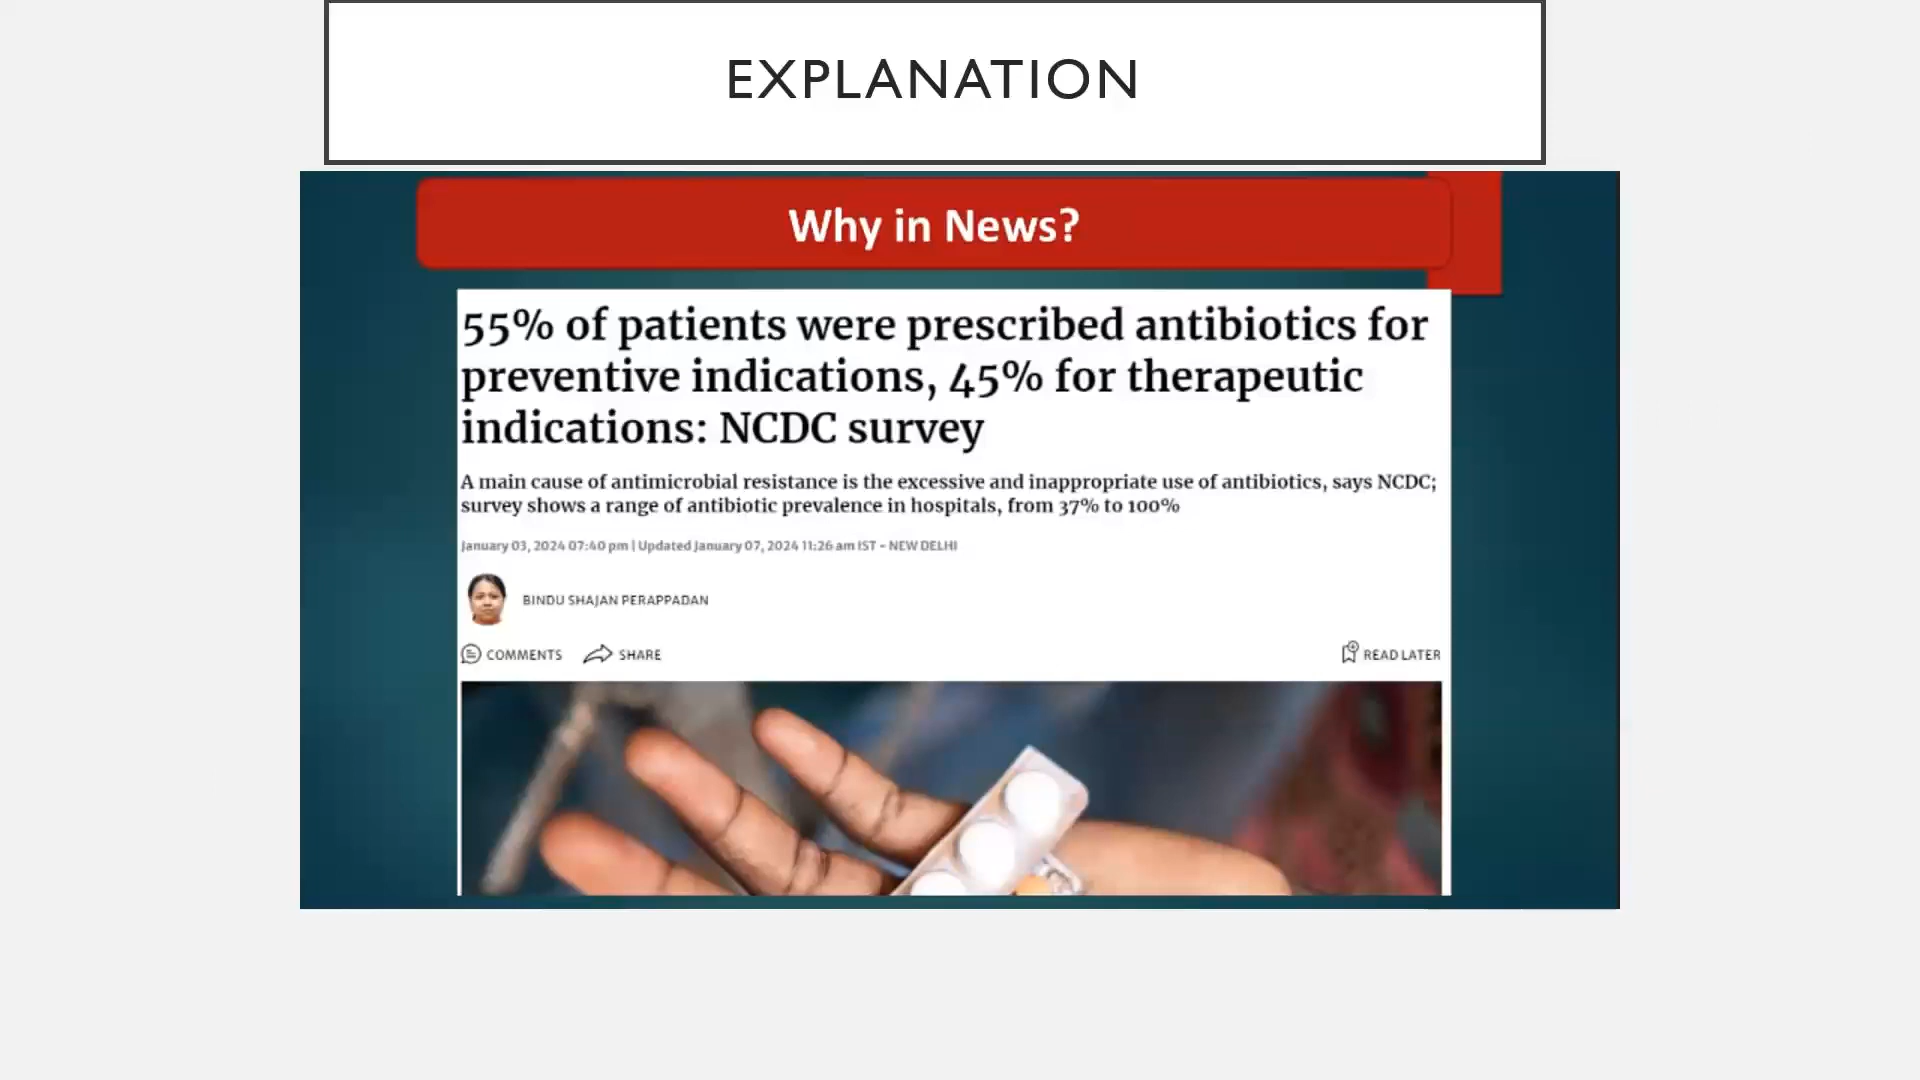 EXPLANATION
Why in News?
55% of patients were prescribed antibiotics for
preventive indications, 45% for therapeutic
indications: NCDC survey
A main cause of antimicrobial resistance is the excessive and inappropriate use of antibiotics, says NCDC;
survey shows a range of antibiotic prevalence in hospitals, from 37% to 100%
January 03, 2024 07:40 pm | Updated January 07, 2024 11:26 am IST - NEW DELHI
BINDU SHAJAN PERAPPADAN
COMMENTS SHARE READ LATER